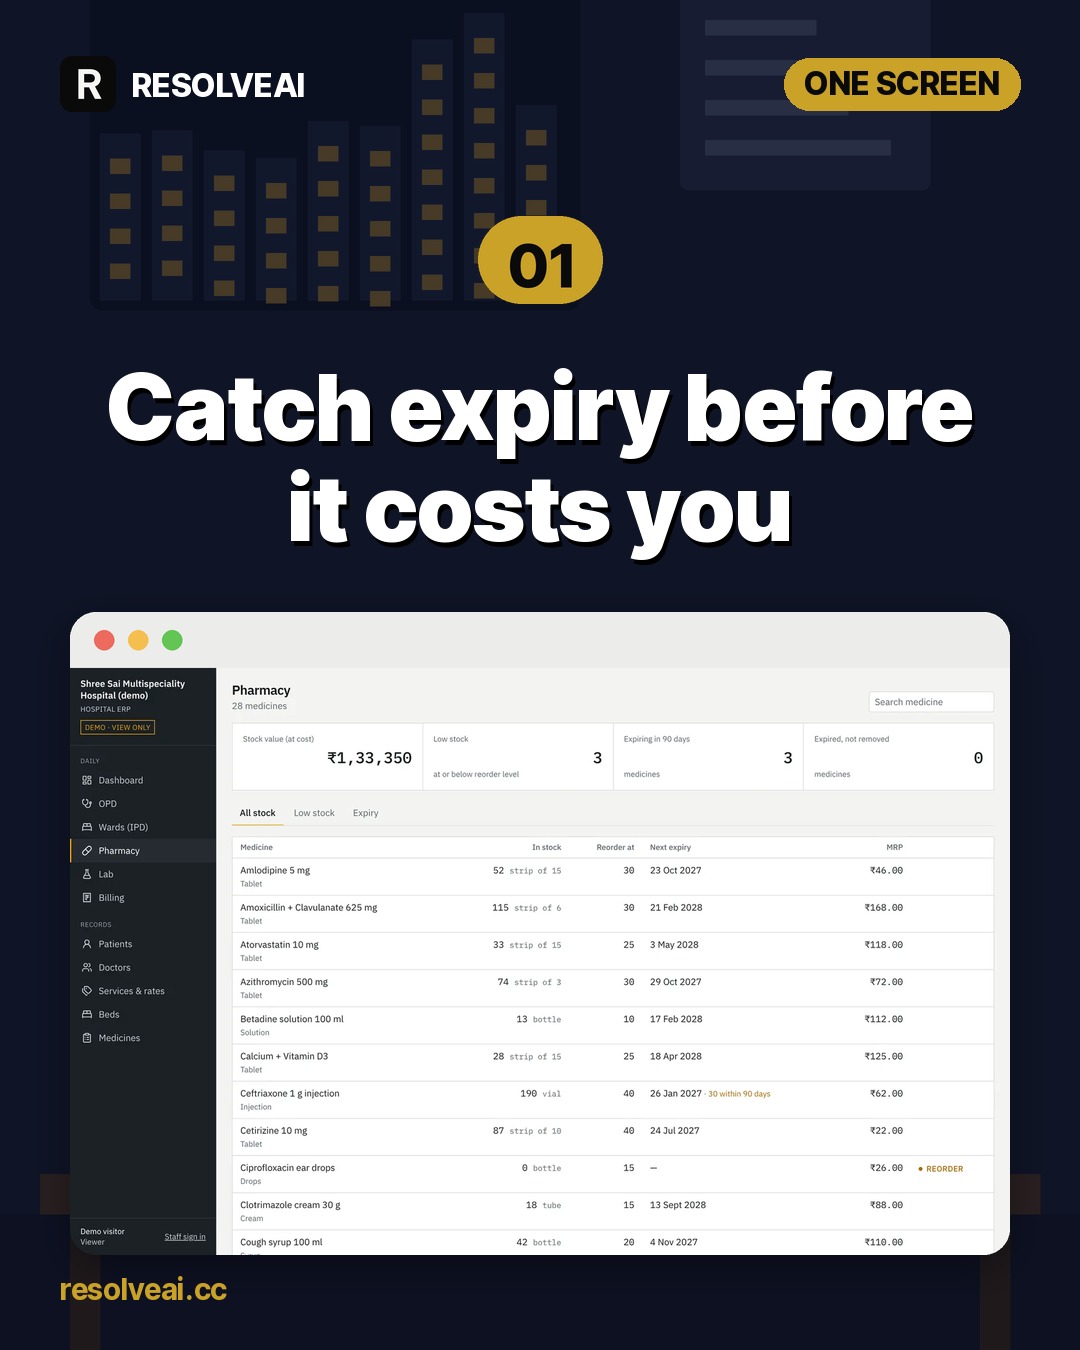 R RESOLVEAI
ONE SCREEN
01
Catch expiry before
it costs you
Shree Sai Multispeciality
Hospital (demo)
HOSPITAL ERP
DEMO · VIEW ONLY
DAILY
Dashboard
OPD
Wards (IPD)
Pharmacy
Lab
Billing
RECORDS
Patients
Doctors
Services & rates
Beds
Medicines
Demo visitor
Viewer
Staff sign in
Pharmacy
28 medicines
Search medicine
Stock value (at cost)
₹1,33,350
Low stock
3
at or below reorder level
Expiring in 90 days
3
medicines
Expired, not removed
0
medicines
All stock Low stock Expiry
Medicine In stock Reorder at Next expiry MRP
Amlodipine 5 mg 52 strip of 15 30 23 Oct 2027 ₹46.00
Tablet
Amoxicillin + Clavulanate 625 mg 115 strip of 6 30 21 Feb 2028 ₹168.00
Tablet
Atorvastatin 10 mg 33 strip of 15 25 3 May 2028 ₹118.00
Tablet
Azithromycin 500 mg 74 strip of 3 30 29 Oct 2027 ₹72.00
Tablet
Betadine solution 100 ml 13 bottle 10 17 Feb 2028 ₹112.00
Solution
Calcium + Vitamin D3 28 strip of 15 25 18 Apr 2028 ₹125.00
Tablet
Ceftriaxone 1 g injection 190 vial 40 26 Jan 2027 · 30 within 90 days ₹62.00
Injection
Cetirizine 10 mg 87 strip of 10 40 24 Jul 2027 ₹22.00
Tablet
Ciprofloxacin ear drops 0 bottle 15 — ₹26.00 ● REORDER
Drops
Clotrimazole cream 30 g 18 tube 15 13 Sept 2028 ₹88.00
Cream
Cough syrup 100 ml 42 bottle 20 4 Nov 2027 ₹110.00
resolveai.cc